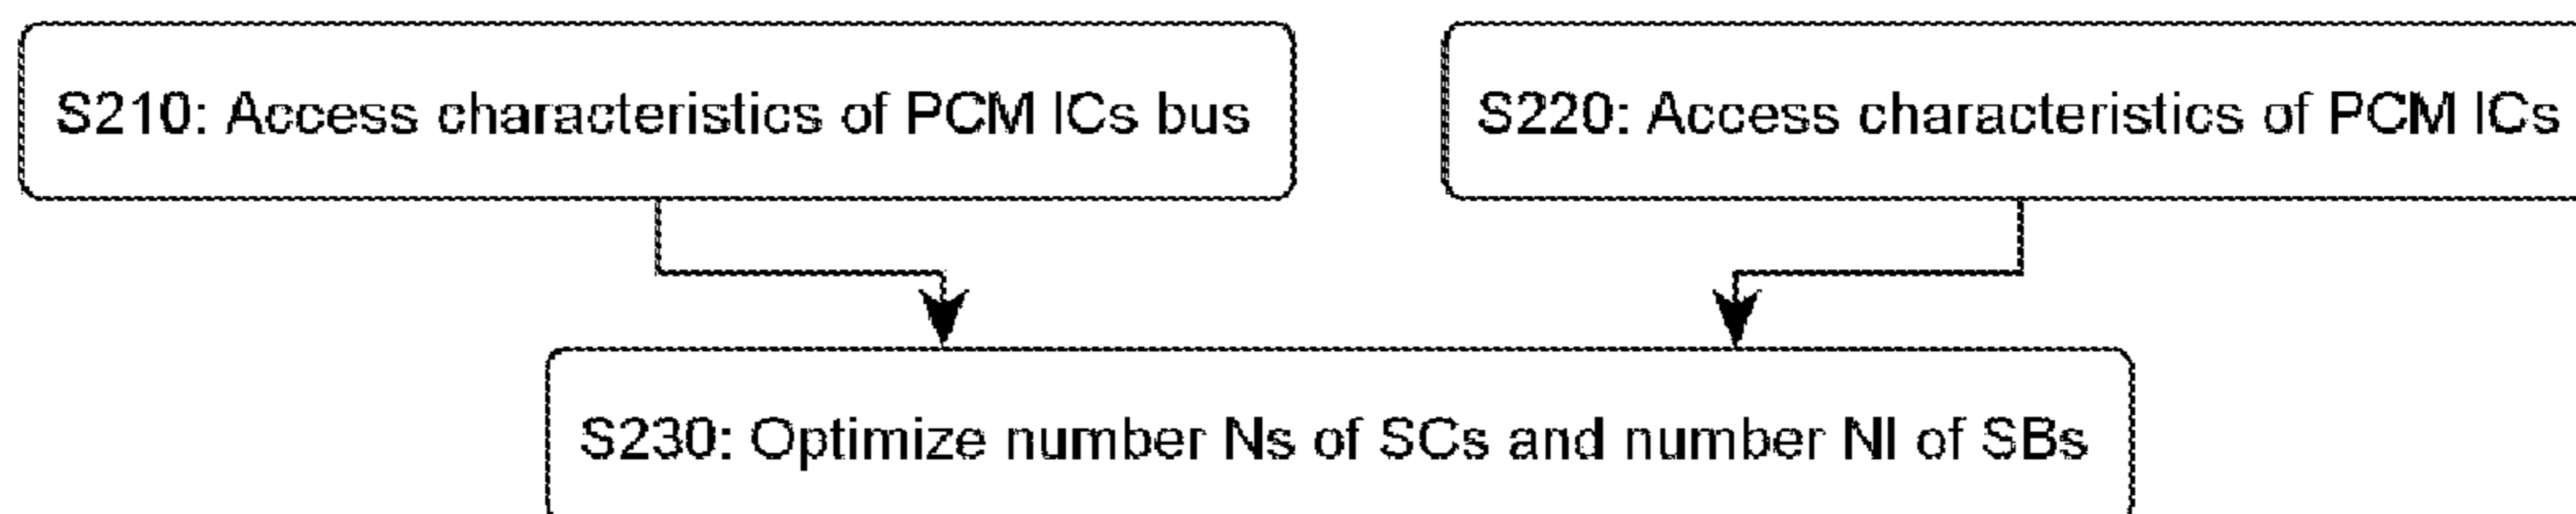 S210: Access characteristics of PCM ICs bus
S220: Access characteristics of PCM ICs
S230: Optimize number Ns of SCs and number NI of SBs